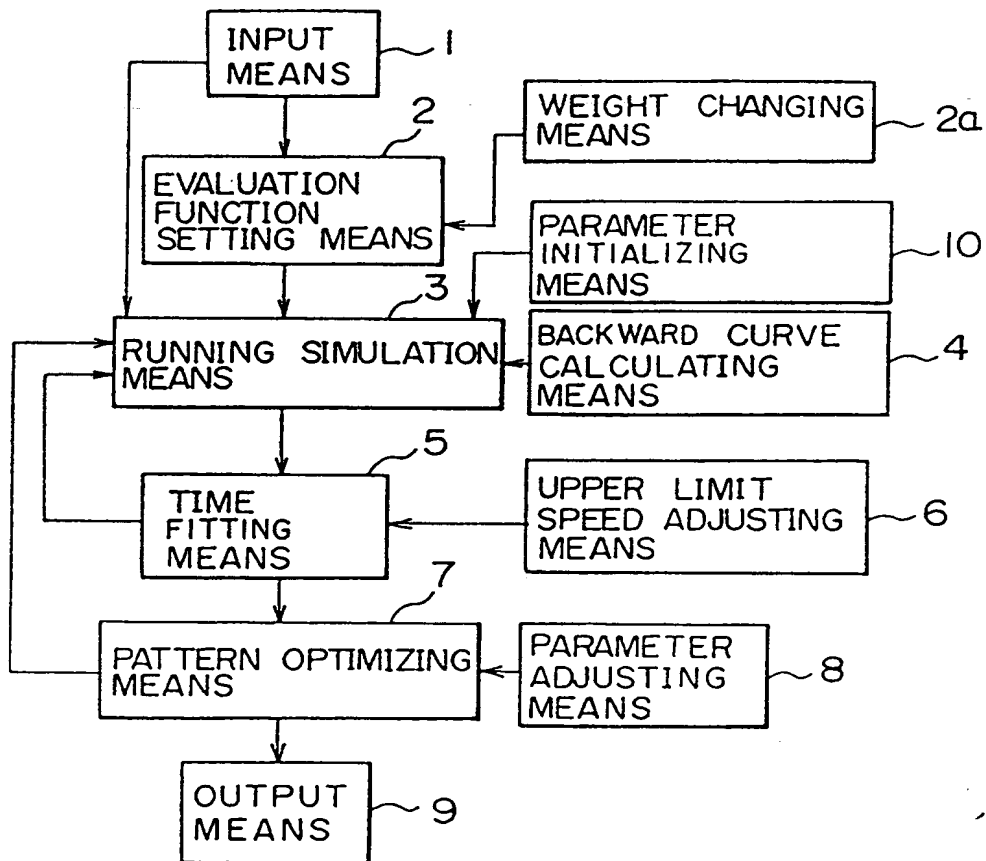 INPUT
MEANS
1
2
EVALUATION
FUNCTION
SETTING MEANS
WEIGHT CHANGING
MEANS
2a
PARAMETER
INITIALIZING
MEANS
10
3
RUNNING SIMULATION
MEANS
BACKWARD CURVE
CALCULATING
MEANS
4
5
TIME
FITTING
MEANS
UPPER LIMIT
SPEED ADJUSTING
MEANS
6
7
PATTERN OPTIMIZING
MEANS
PARAMETER
ADJUSTING
MEANS
8
OUTPUT
MEANS
9